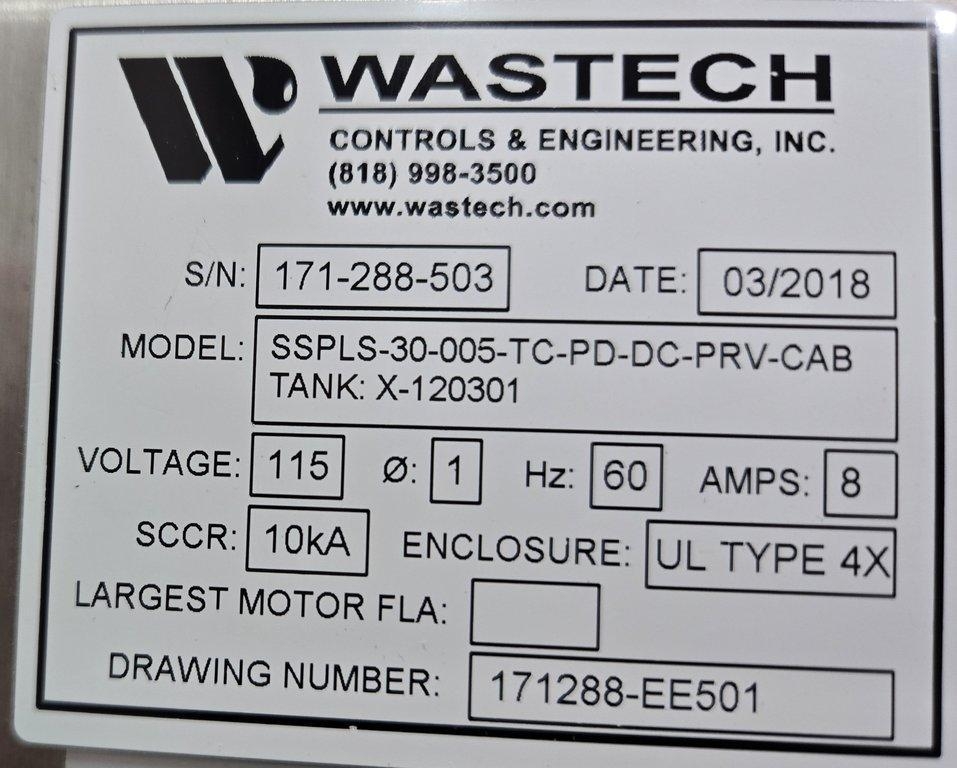 WASTECH
CONTROLS & ENGINEERING, INC.
(818) 998-3500
www.wastech.com
S/N: 171-288-503 DATE: 03/2018
MODEL: SSPLS-30-005-TC-PD-DC-PRV-CAB
TANK: X-120301
VOLTAGE: 115 Ø: 1 Hz: 60 AMPS: 8
SCCR: 10kA ENCLOSURE: UL TYPE 4X
LARGEST MOTOR FLA:
DRAWING NUMBER: 171288-EE501